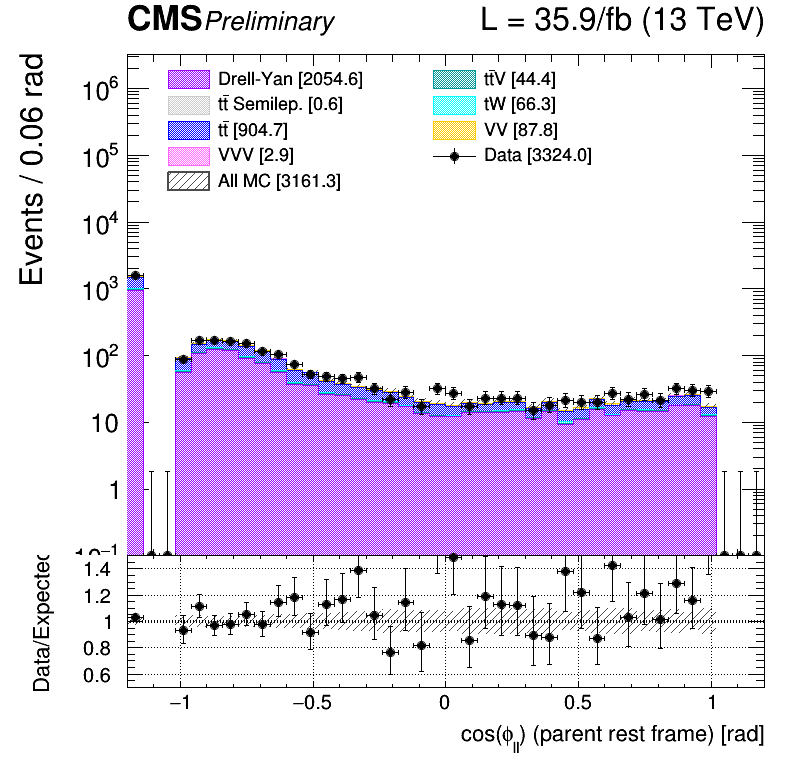 CMS Preliminary L = 35.9/fb (13 TeV)
Events / 0.06 rad
Drell-Yan [2054.6]
tt̄ Semilep. [0.6]
tt̄ [904.7]
VVV [2.9]
All MC [3161.3]
tt̄V [44.4]
tW [66.3]
VV [87.8]
Data [3324.0]
10⁶
10⁵
10⁴
10³
10²
10
1
10⁻¹
Data/Expected
1.4
1.2
1
0.8
0.6
−1 −0.5 0 0.5 1
cos(ϕ_ll) (parent rest frame) [rad]